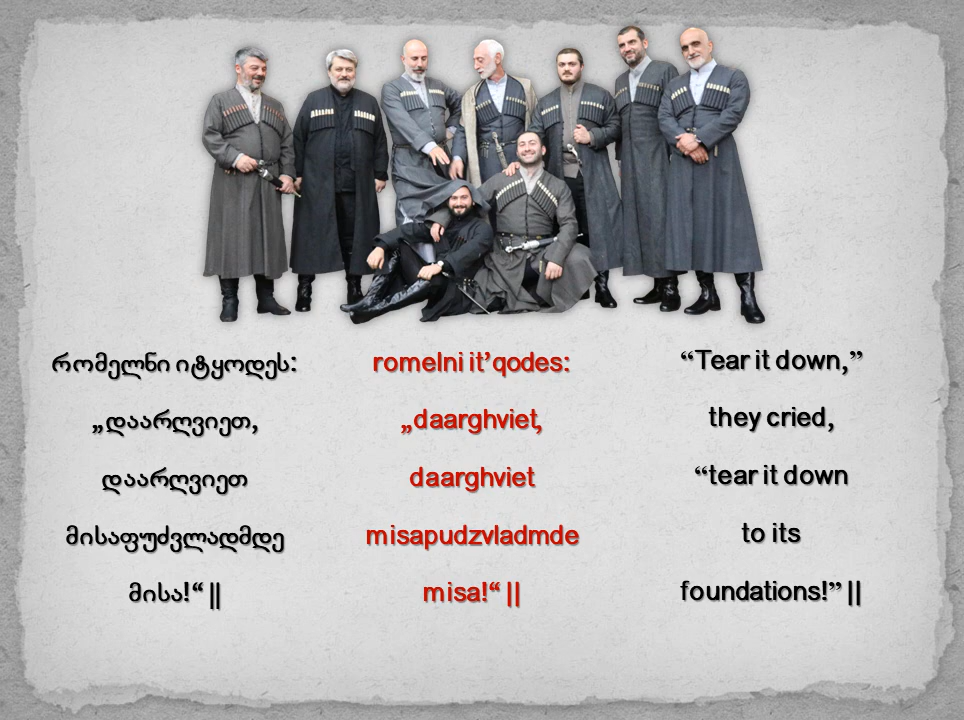 რომელნი იტყოდეს:
„დაარღვიეთ,
დაარღვიეთ
მისაფუძვლადმდე
მისა!“ ||
romelni it’qodes:
„daarghviet,
daarghviet
misapudzvladmde
misa!“ ||
“Tear it down,”
they cried,
“tear it down
to its
foundations!” ||